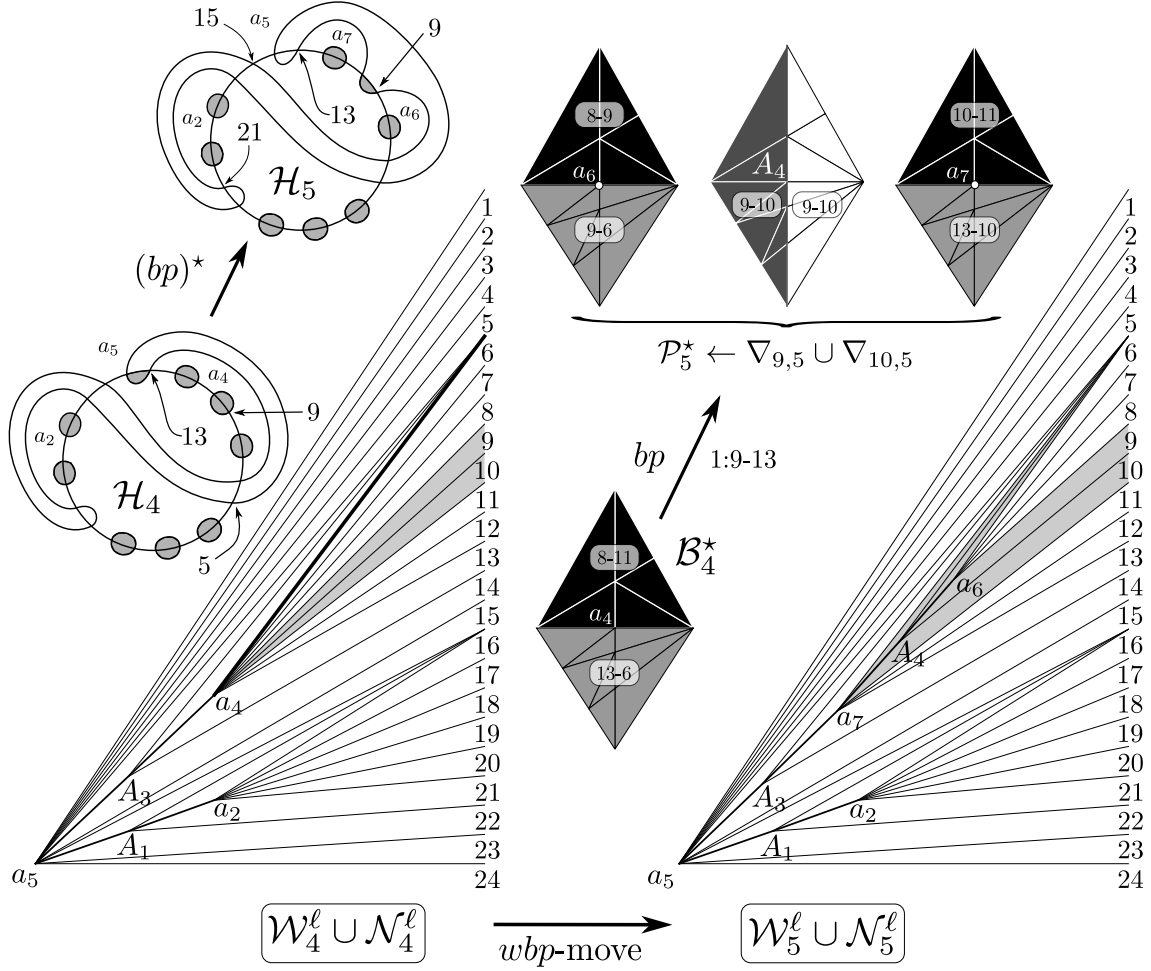 15
a₅
a₇
9
a₂
21
13
a₆
ℋ₅
(bp)⋆
a₅
a₄
9
a₂
13
ℋ₄
5
8-9
a₆
9-6
A₄
9-10
9-10
10-11
a₇
13-10
𝒫₅⋆ ← ∇₉,₅ ∪ ∇₁₀,₅
bp
1:9-13
8-11
ℬ₄⋆
a₄
13-6
1
2
3
4
5
6
7
8
9
10
11
12
13
14
15
16
17
18
19
20
21
22
23
24
a₄
A₃
a₂
A₁
a₅
1
2
3
4
5
6
7
8
9
10
11
12
13
14
15
16
17
18
19
20
21
22
23
24
a₆
A₄
a₇
A₃
a₂
A₁
a₅
𝒲₄ˡ ∪ 𝒩₄ˡ
wbp-move
𝒲₅ˡ ∪ 𝒩₅ˡ